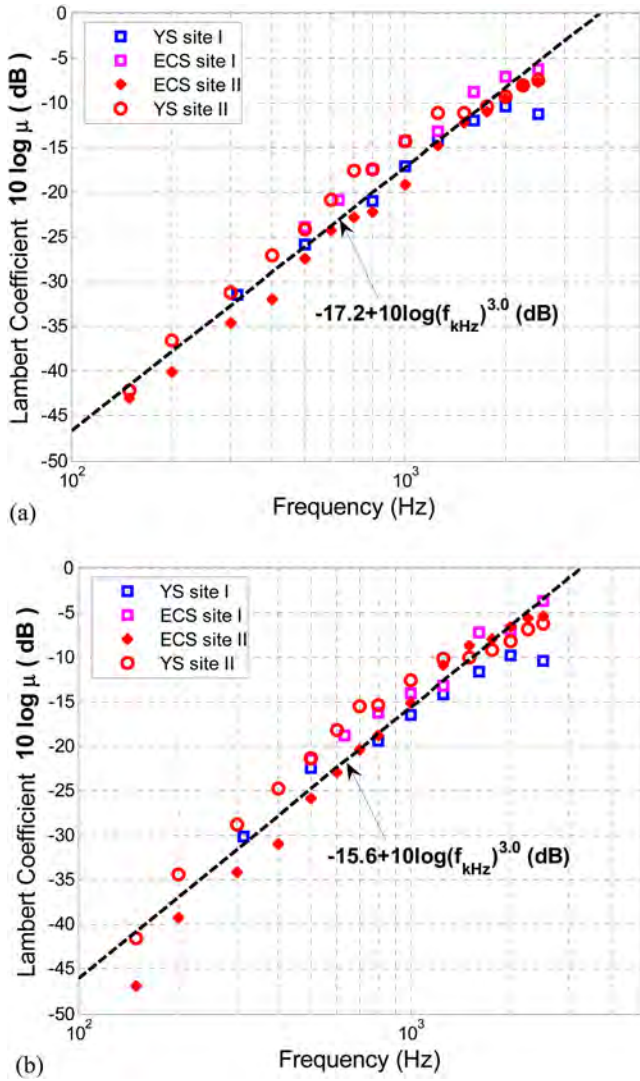 -0
-5
-10
-15
-20
-25
-30
-35
-40
-45
-50
Lambert Coefficient 10 log μ ( dB )
YS site I
ECS site I
ECS site II
YS site II
-17.2+10log(f_kHz)^3.0 (dB)
10^2
10^3
Frequency (Hz)
(a)
0
-5
-10
-15
-20
-25
-30
-35
-40
-45
-50
Lambert Coefficient 10 log μ ( dB )
YS site I
ECS site I
ECS site II
YS site II
-15.6+10log(f_kHz)^3.0 (dB)
10^2
10^3
Frequency (Hz)
(b)